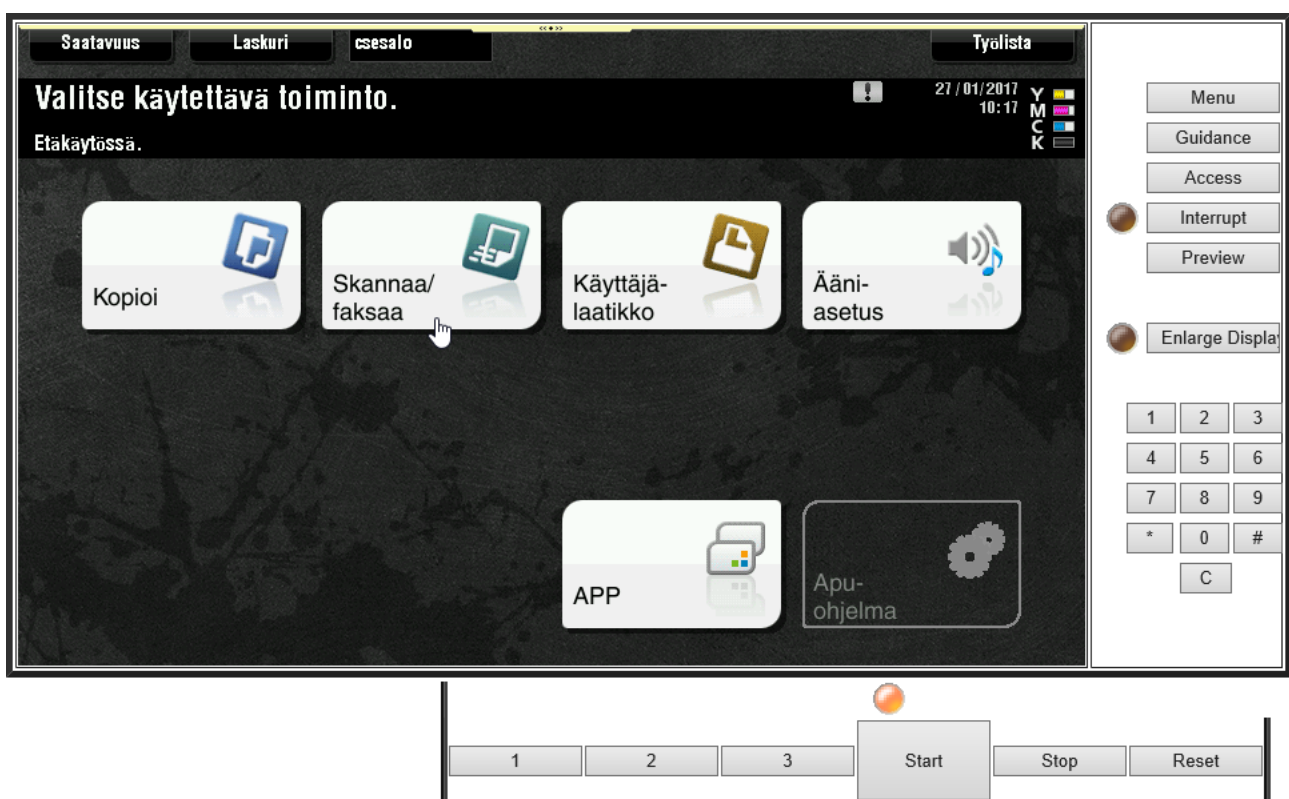 Saatavuus Laskuri csesalo Työlista
Valitse käytettävä toiminto.
27/01/2017
10:17
Y
M
C
K
Etäkäytössä.
Kopioi
Skannaa/
faksaa
Käyttäjä-
laatikko
Ääni-
asetus
APP
Apu-
ohjelma
Menu
Guidance
Access
Interrupt
Preview
Enlarge Display
1 2 3
4 5 6
7 8 9
* 0 #
C
1 2 3 Start Stop Reset